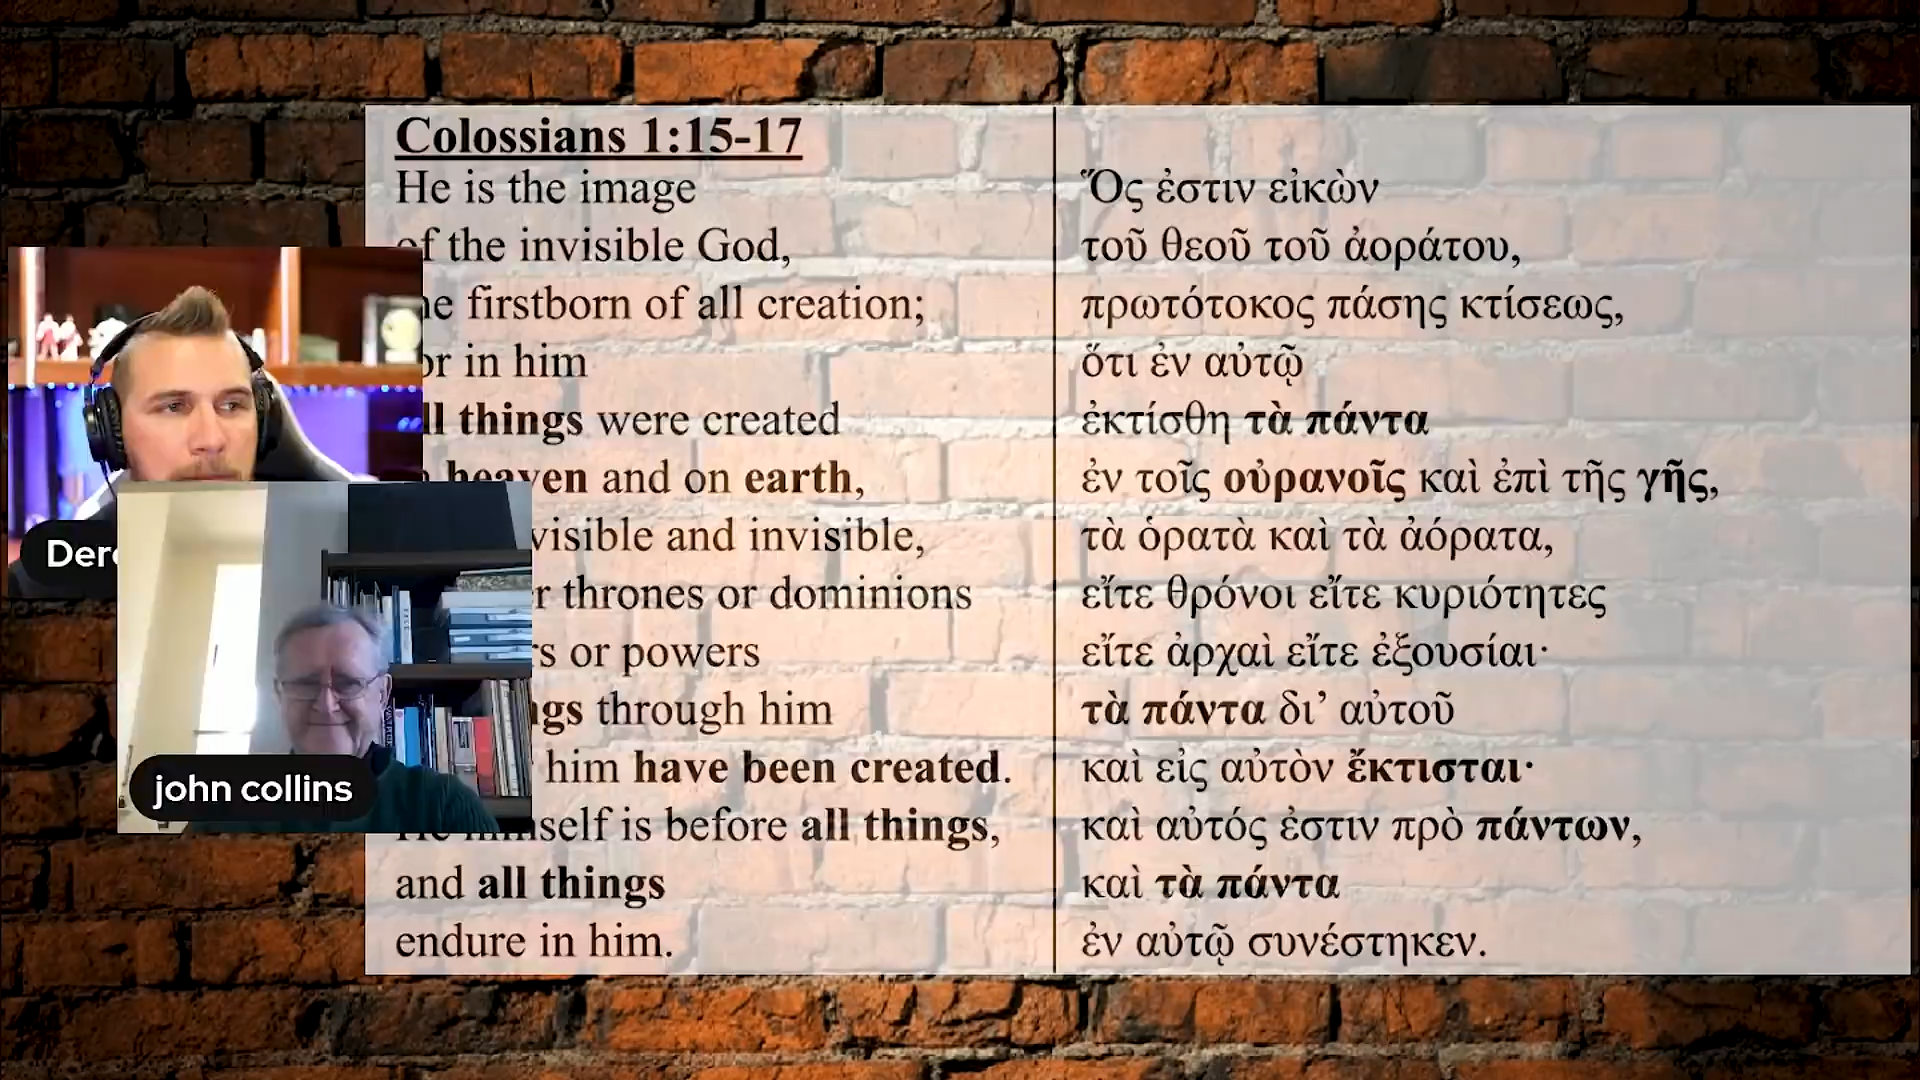 Colossians 1:15-17
He is the image
of the invisible God,
firstborn of all creation;
in him
things were created
heaven and on earth,
visible and invisible,
thrones or dominions
or powers
through him
him have been created.
is before all things,
and all things
endure in him.
Ὅς ἐστιν εἰκὼν
τοῦ θεοῦ τοῦ ἀοράτου,
πρωτότοκος πάσης κτίσεως,
ὅτι ἐν αὐτῷ
ἐκτίσθη τὰ πάντα
ἐν τοῖς οὐρανοῖς καὶ ἐπὶ τῆς γῆς,
τὰ ὁρατὰ καὶ τὰ ἀόρατα,
εἴτε θρόνοι εἴτε κυριότητες
εἴτε ἀρχαὶ εἴτε ἐξουσίαι·
τὰ πάντα δι’ αὐτοῦ
καὶ εἰς αὐτὸν ἔκτισται·
καὶ αὐτός ἐστιν πρὸ πάντων,
καὶ τὰ πάντα
ἐν αὐτῷ συνέστηκεν.
john collins